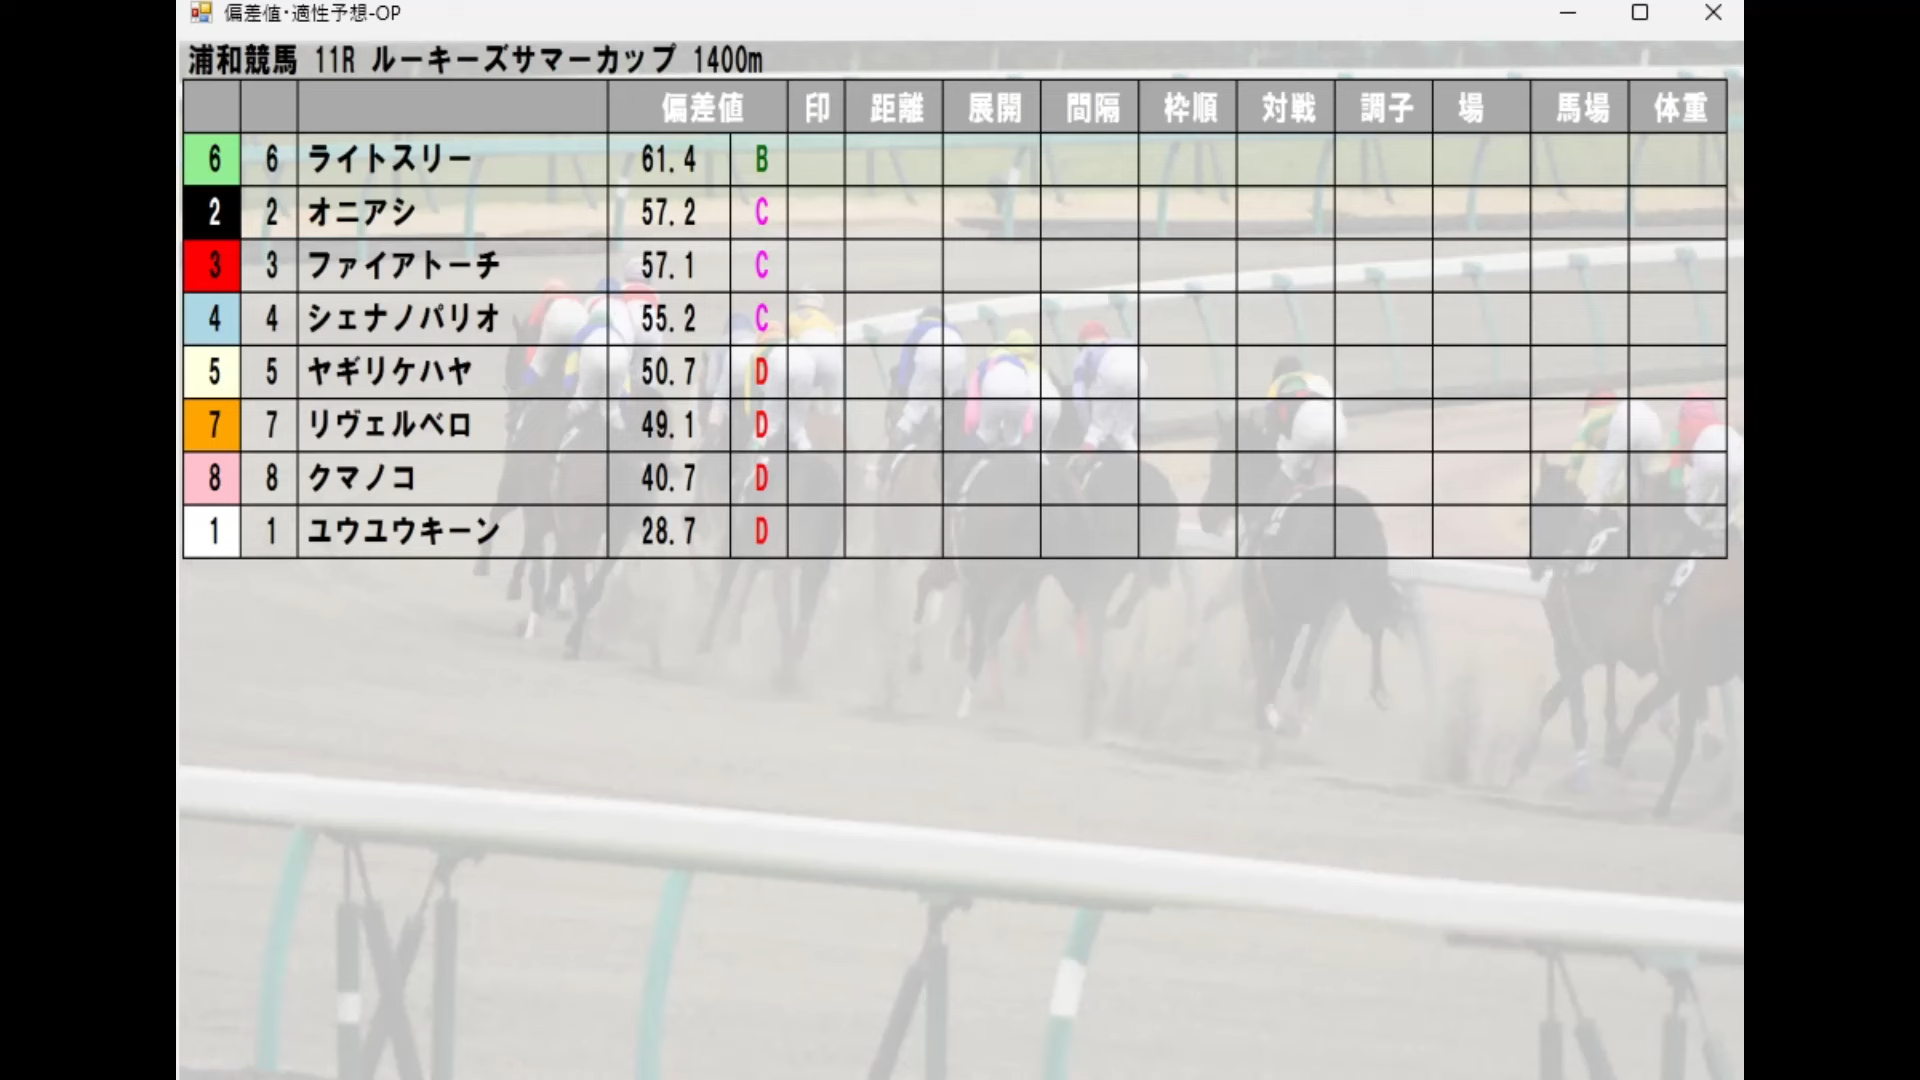 偏差値・適性予想-OP
浦和競馬 11R ルーキーズサマーカップ 1400m
偏差値 印 距離 展開 間隔 枠順 対戦 調子 場 馬場 体重
6 6 ライトスリー 61.4 B
2 2 オニアシ 57.2 C
3 3 ファイアトーチ 57.1 C
4 4 シェナノパリオ 55.2 C
5 5 ヤギリケハヤ 50.7 D
7 7 リヴェルベロ 49.1 D
8 8 クマノコ 40.7 D
1 1 ユウユウキーン 28.7 D